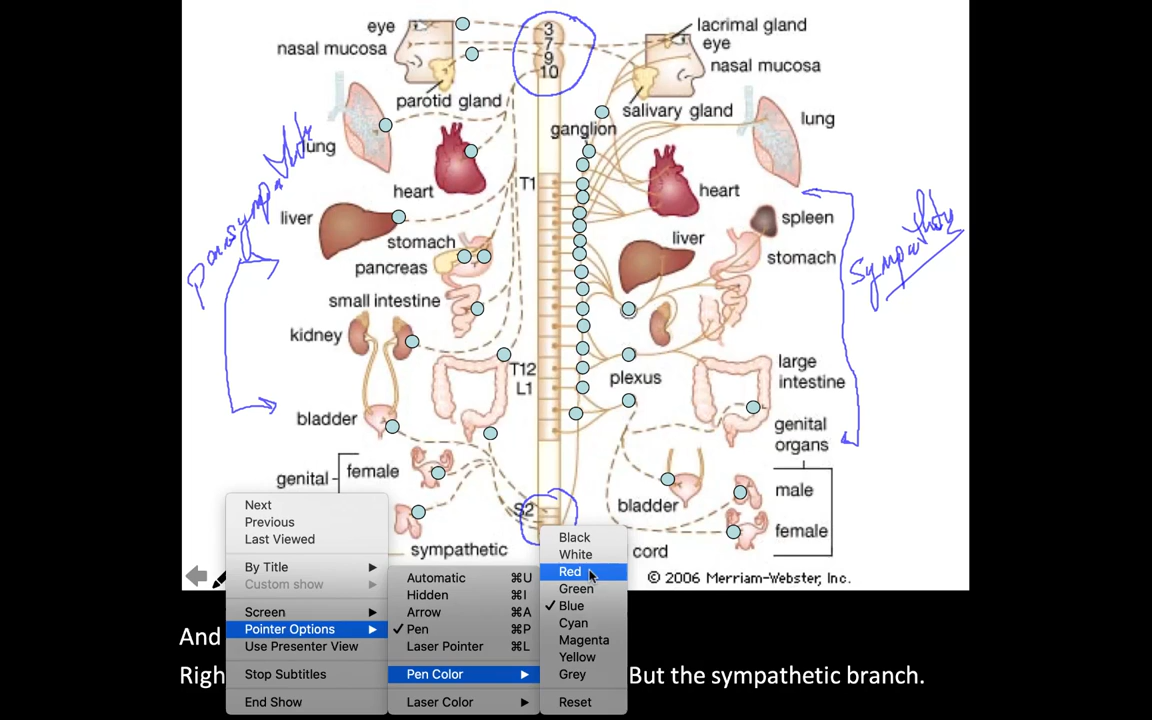 eye
nasal mucosa
parotid gland
lung
heart
liver
stomach
pancreas
small intestine
kidney
bladder
genital
female
sympathetic
3
7
9
10
T1
T12
L1
S2
lacrimal gland
eye
nasal mucosa
salivary gland
ganglion
lung
heart
spleen
liver
stomach
plexus
large
intestine
genital
organs
bladder
male
female
cord
© 2006 Merriam-Webster, Inc.
Parasympathetic
Sympathetic
Next
Previous
Last Viewed
By Title
Custom show
Screen
Pointer Options
Use Presenter View
Stop Subtitles
End Show
Automatic ⌘U
Hidden ⌘I
Arrow ⌘A
✓ Pen ⌘P
Laser Pointer ⌘L
Pen Color
Laser Color
Black
White
Red
Green
✓ Blue
Cyan
Magenta
Yellow
Grey
Reset
And
Righ But the sympathetic branch.